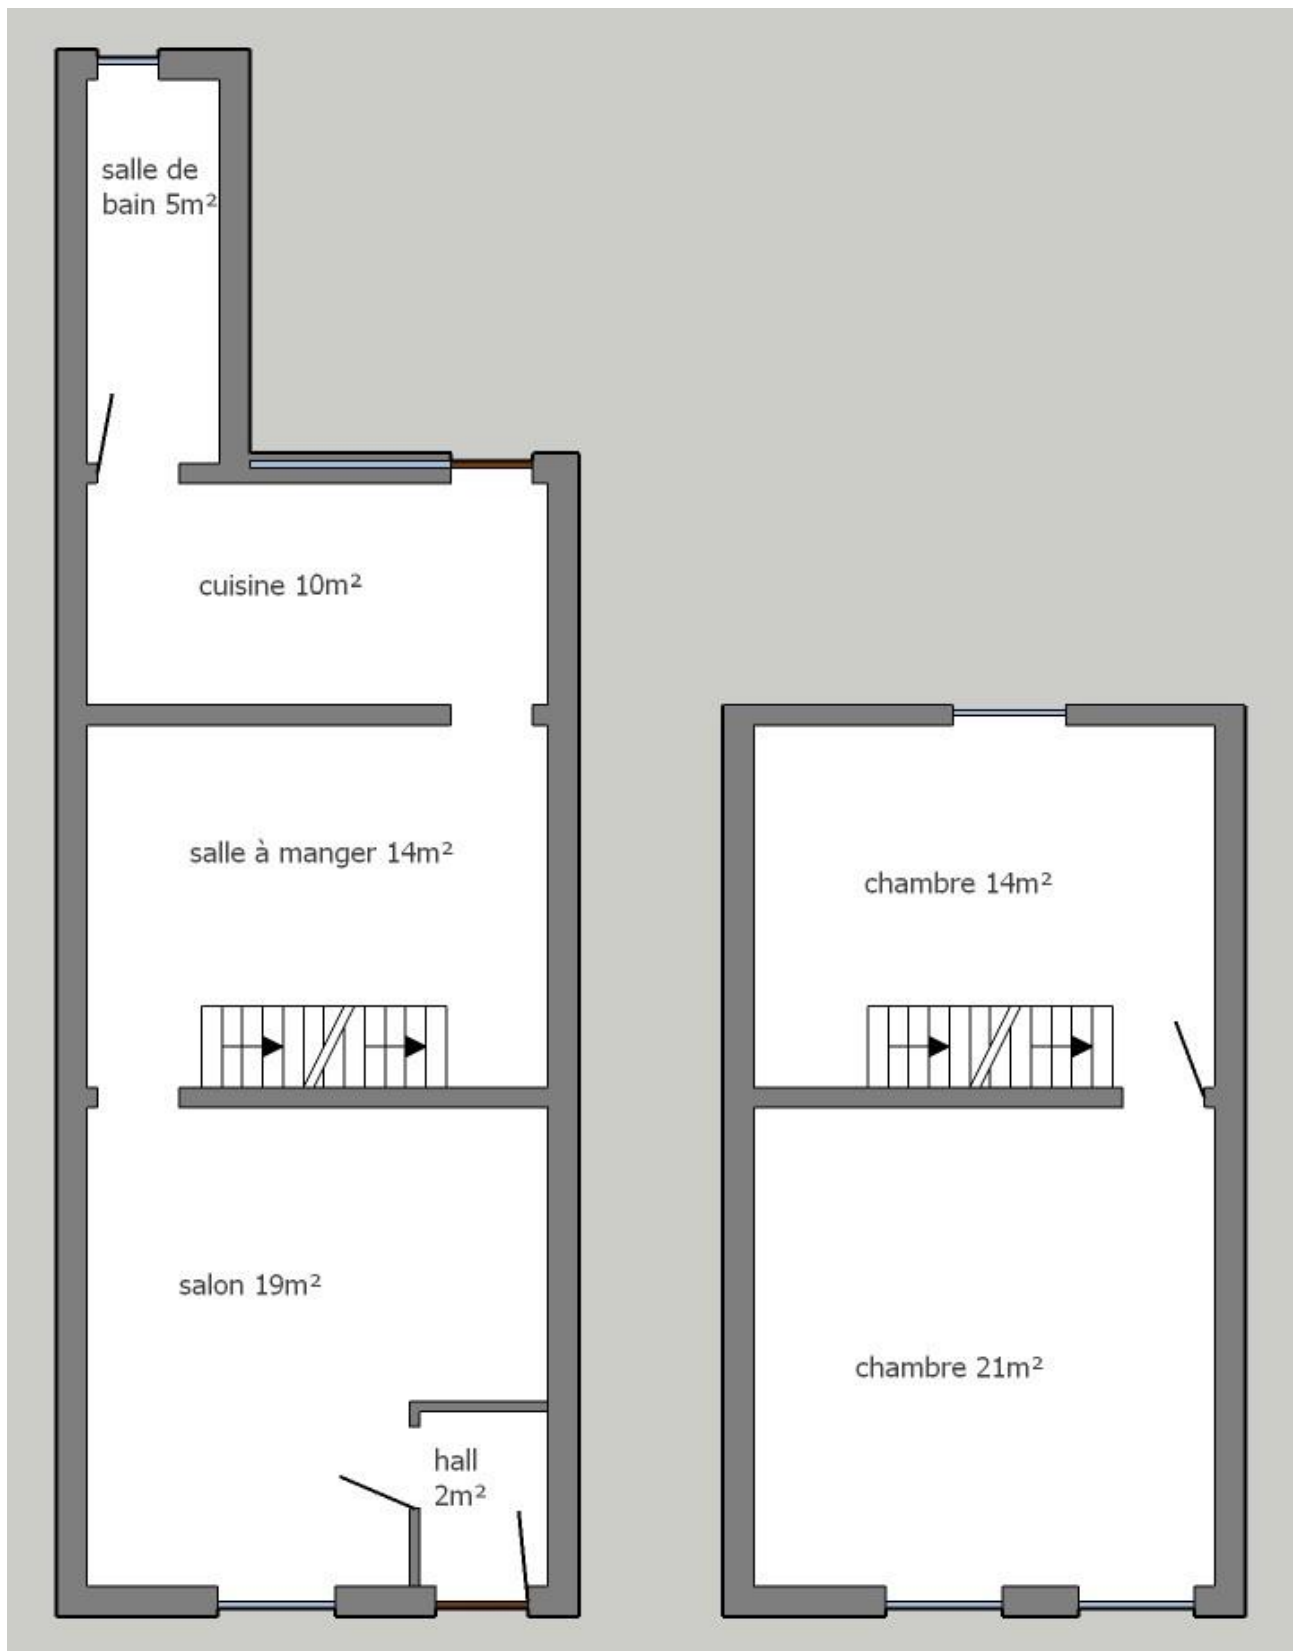 salle de
bain 5m²
cuisine 10m²
salle à manger 14m²
salon 19m²
hall
2m²
chambre 14m²
chambre 21m²